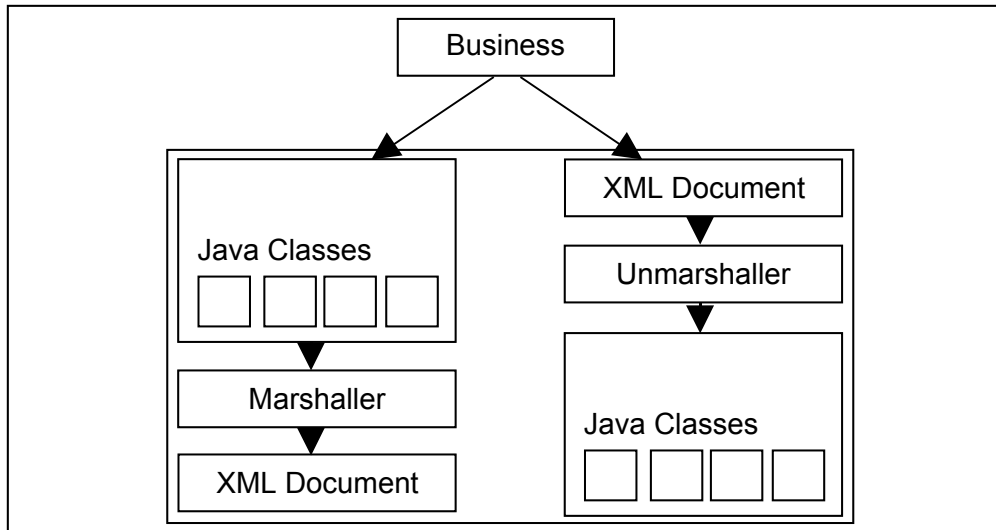 Business
Java Classes
Marshaller
XML Document
XML Document
Unmarshaller
Java Classes